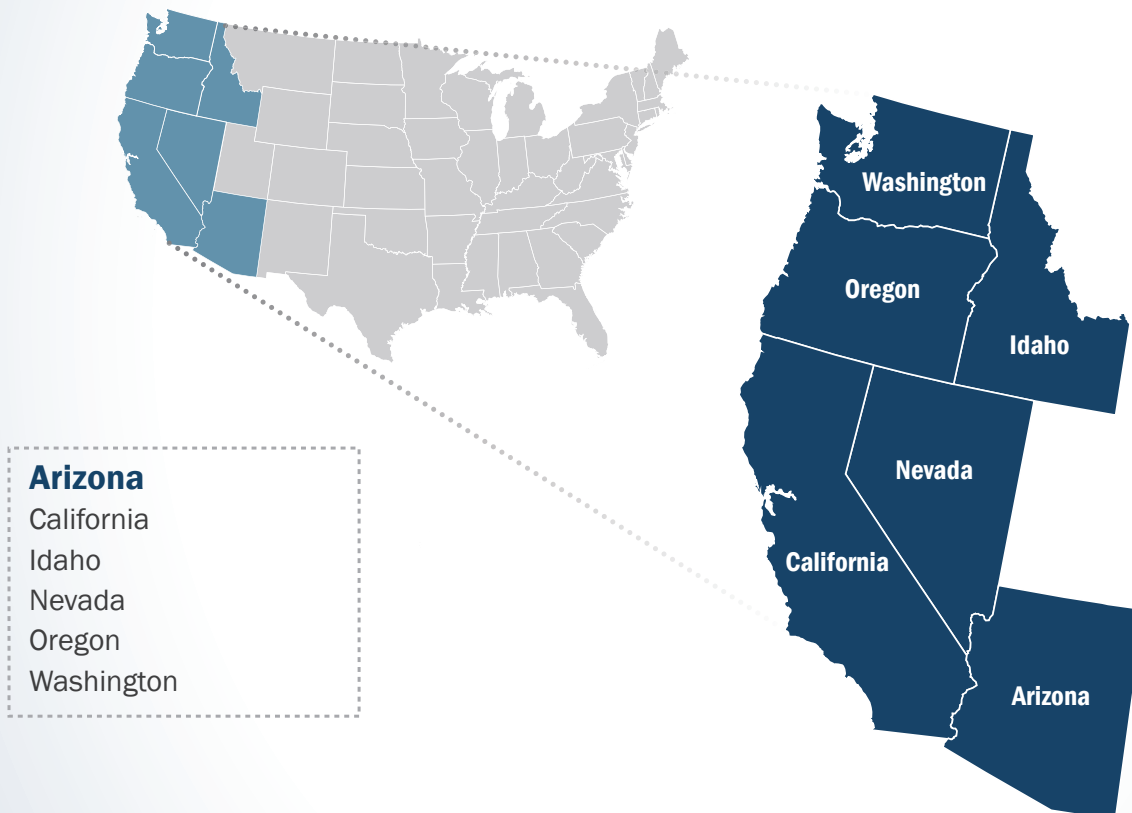 Washington
Oregon
Idaho
Nevada
California
Arizona
Arizona
California
Idaho
Nevada
Oregon
Washington